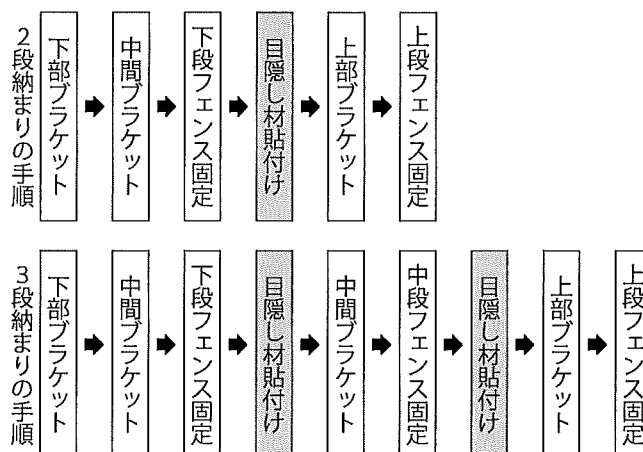 2段納まりの手順
下部ブラケット
中間ブラケット
下段フェンス固定
目隠し材貼付け
上部ブラケット
上段フェンス固定
3段納まりの手順
下部ブラケット
中間ブラケット
下段フェンス固定
目隠し材貼付け
中間ブラケット
中段フェンス固定
目隠し材貼付け
上部ブラケット
上段フェンス固定